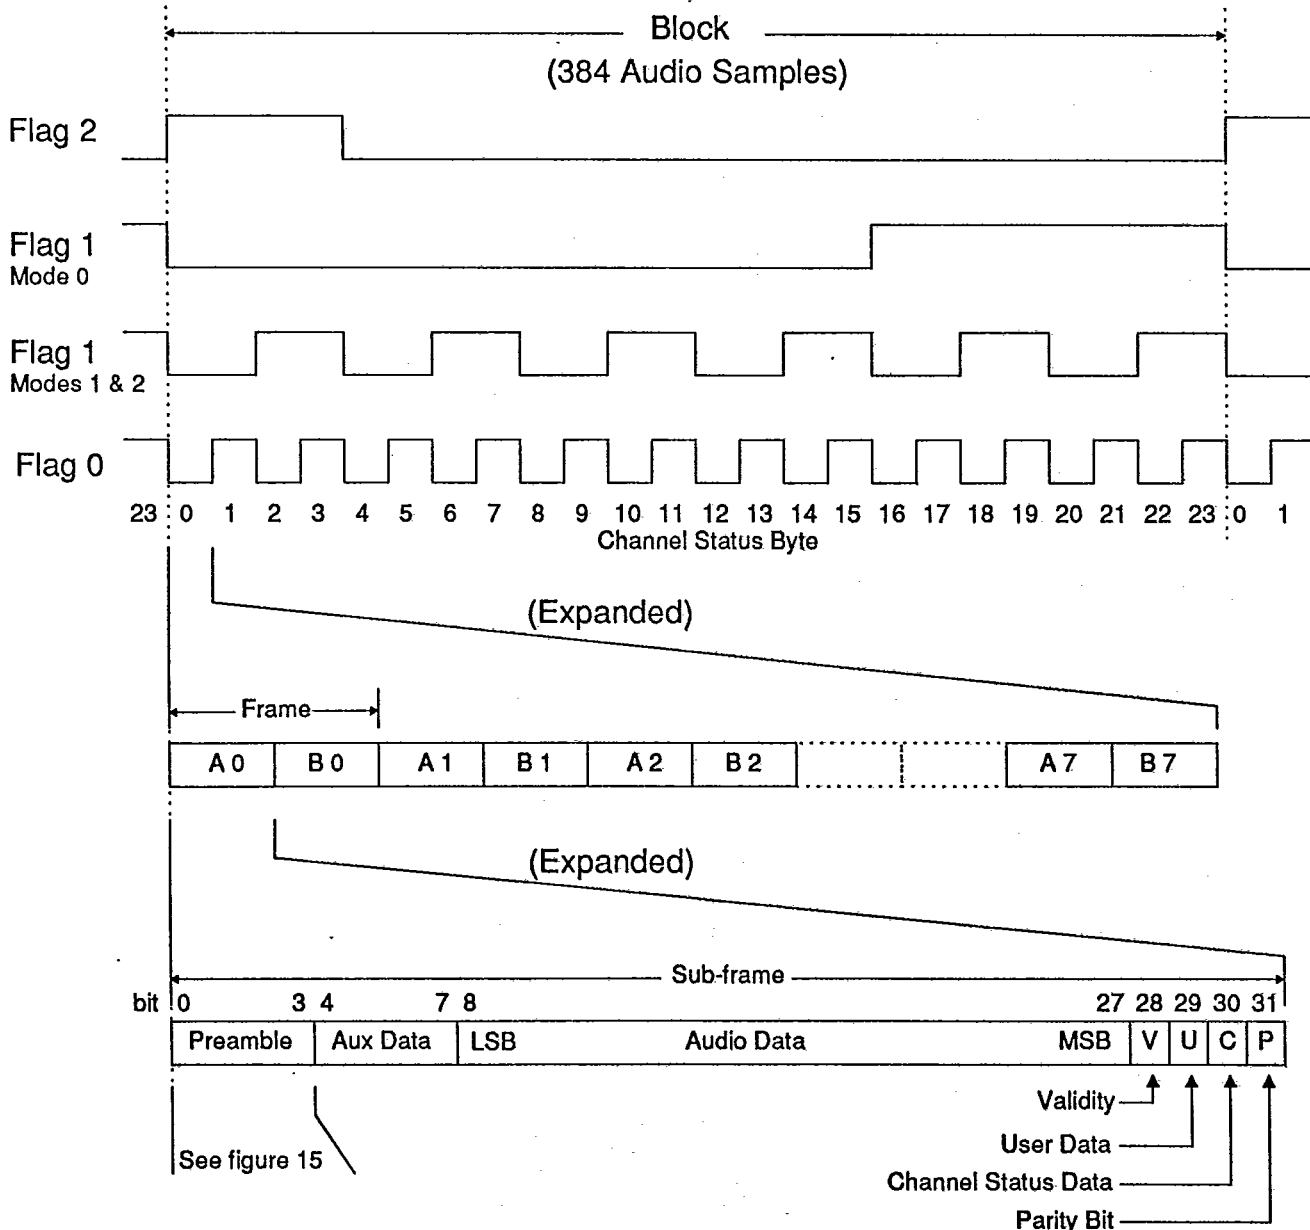 Block
(384 Audio Samples)
Flag 2
Flag 1
Mode 0
Flag 1
Modes 1 & 2
Flag 0
23 0 1 2 3 4 5 6 7 8 9 10 11 12 13 14 15 16 17 18 19 20 21 22 23 0 1
Channel Status Byte
(Expanded)
Frame
A 0 B 0 A 1 B 1 A 2 B 2 A 7 B 7
(Expanded)
Sub-frame
bit 0 3 4 7 8 27 28 29 30 31
Preamble Aux Data LSB Audio Data MSB V U C P
Validity
User Data
See figure 15
Channel Status Data
Parity Bit